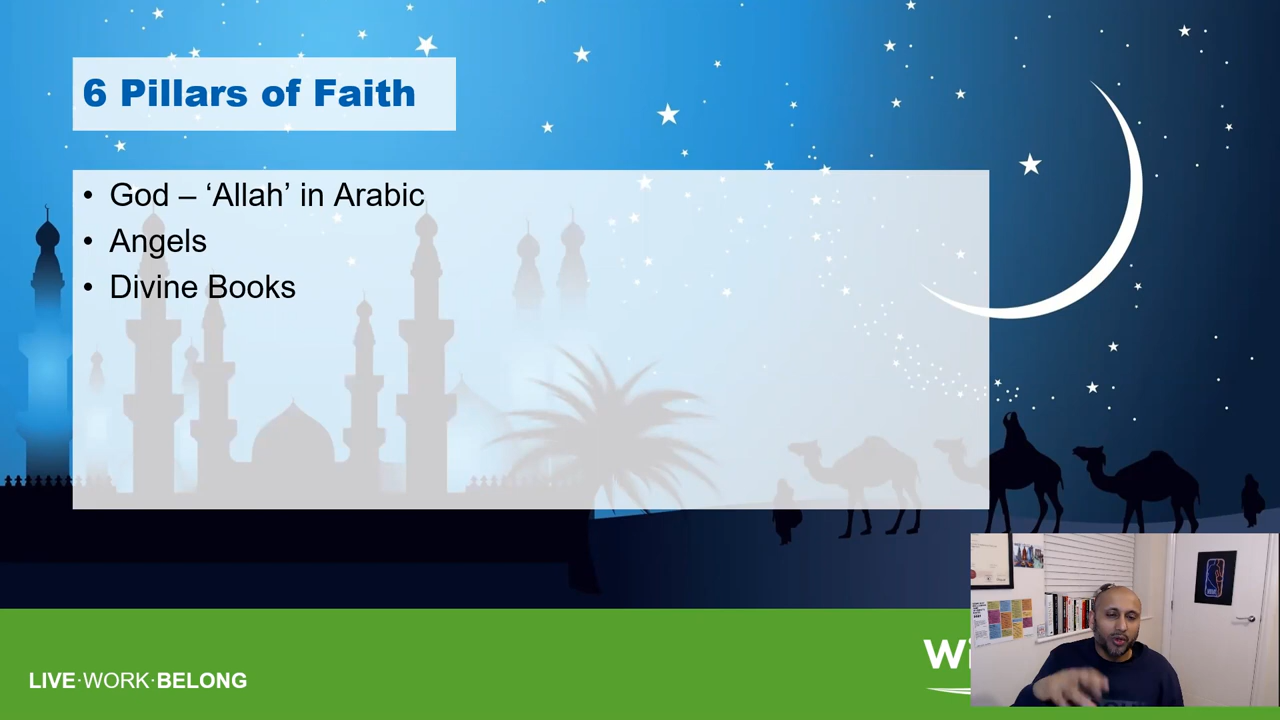 6 Pillars of Faith
• God – ‘Allah’ in Arabic
• Angels
• Divine Books
LIVE·WORK·BELONG